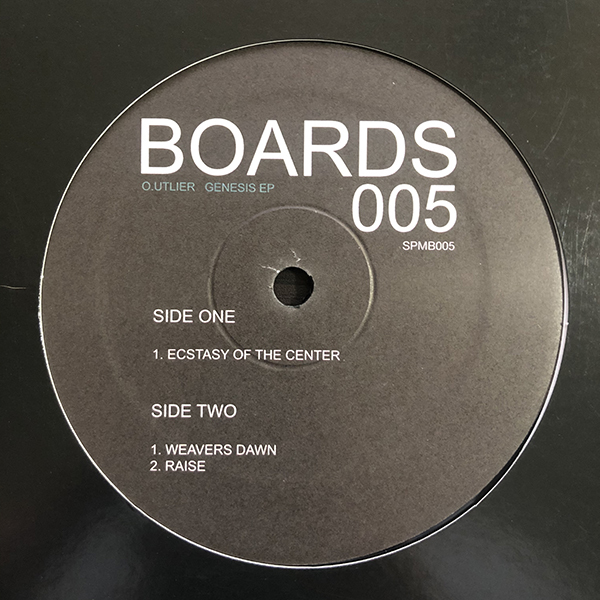 BOARDS
O.UTLIER GENESIS EP
005
SPMB005
SIDE ONE
1. ECSTASY OF THE CENTER
SIDE TWO
1. WEAVERS DAWN
2. RAISE